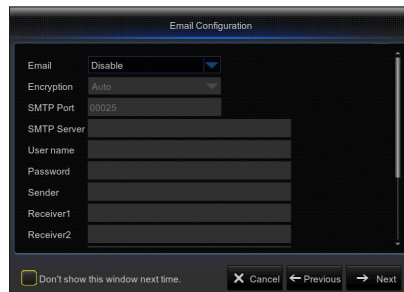 Email Configuration
Email Disable
Encryption Auto
SMTP Port 00025
SMTP Server
User name
Password
Sender
Receiver1
Receiver2
Don't show this window next time. Cancel Previous Next